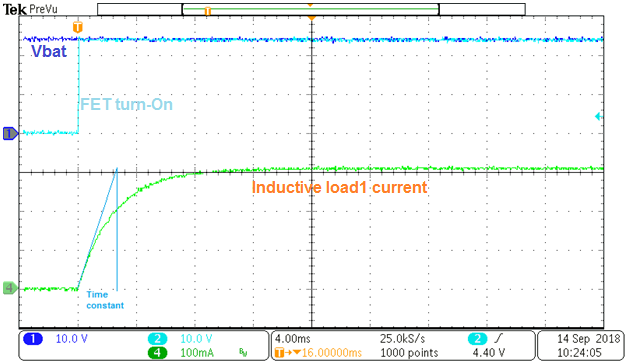 Tek PreVu
T
T
Vbat
FET turn-On
1
Inductive load1 current
4
Time
constant
1 10.0 V 2 10.0 V 4.00ms 25.0kS/s 2 14 Sep 2018
4 100mA BW T→▼16.00000ms 1000 points 4.40 V 10:24:05